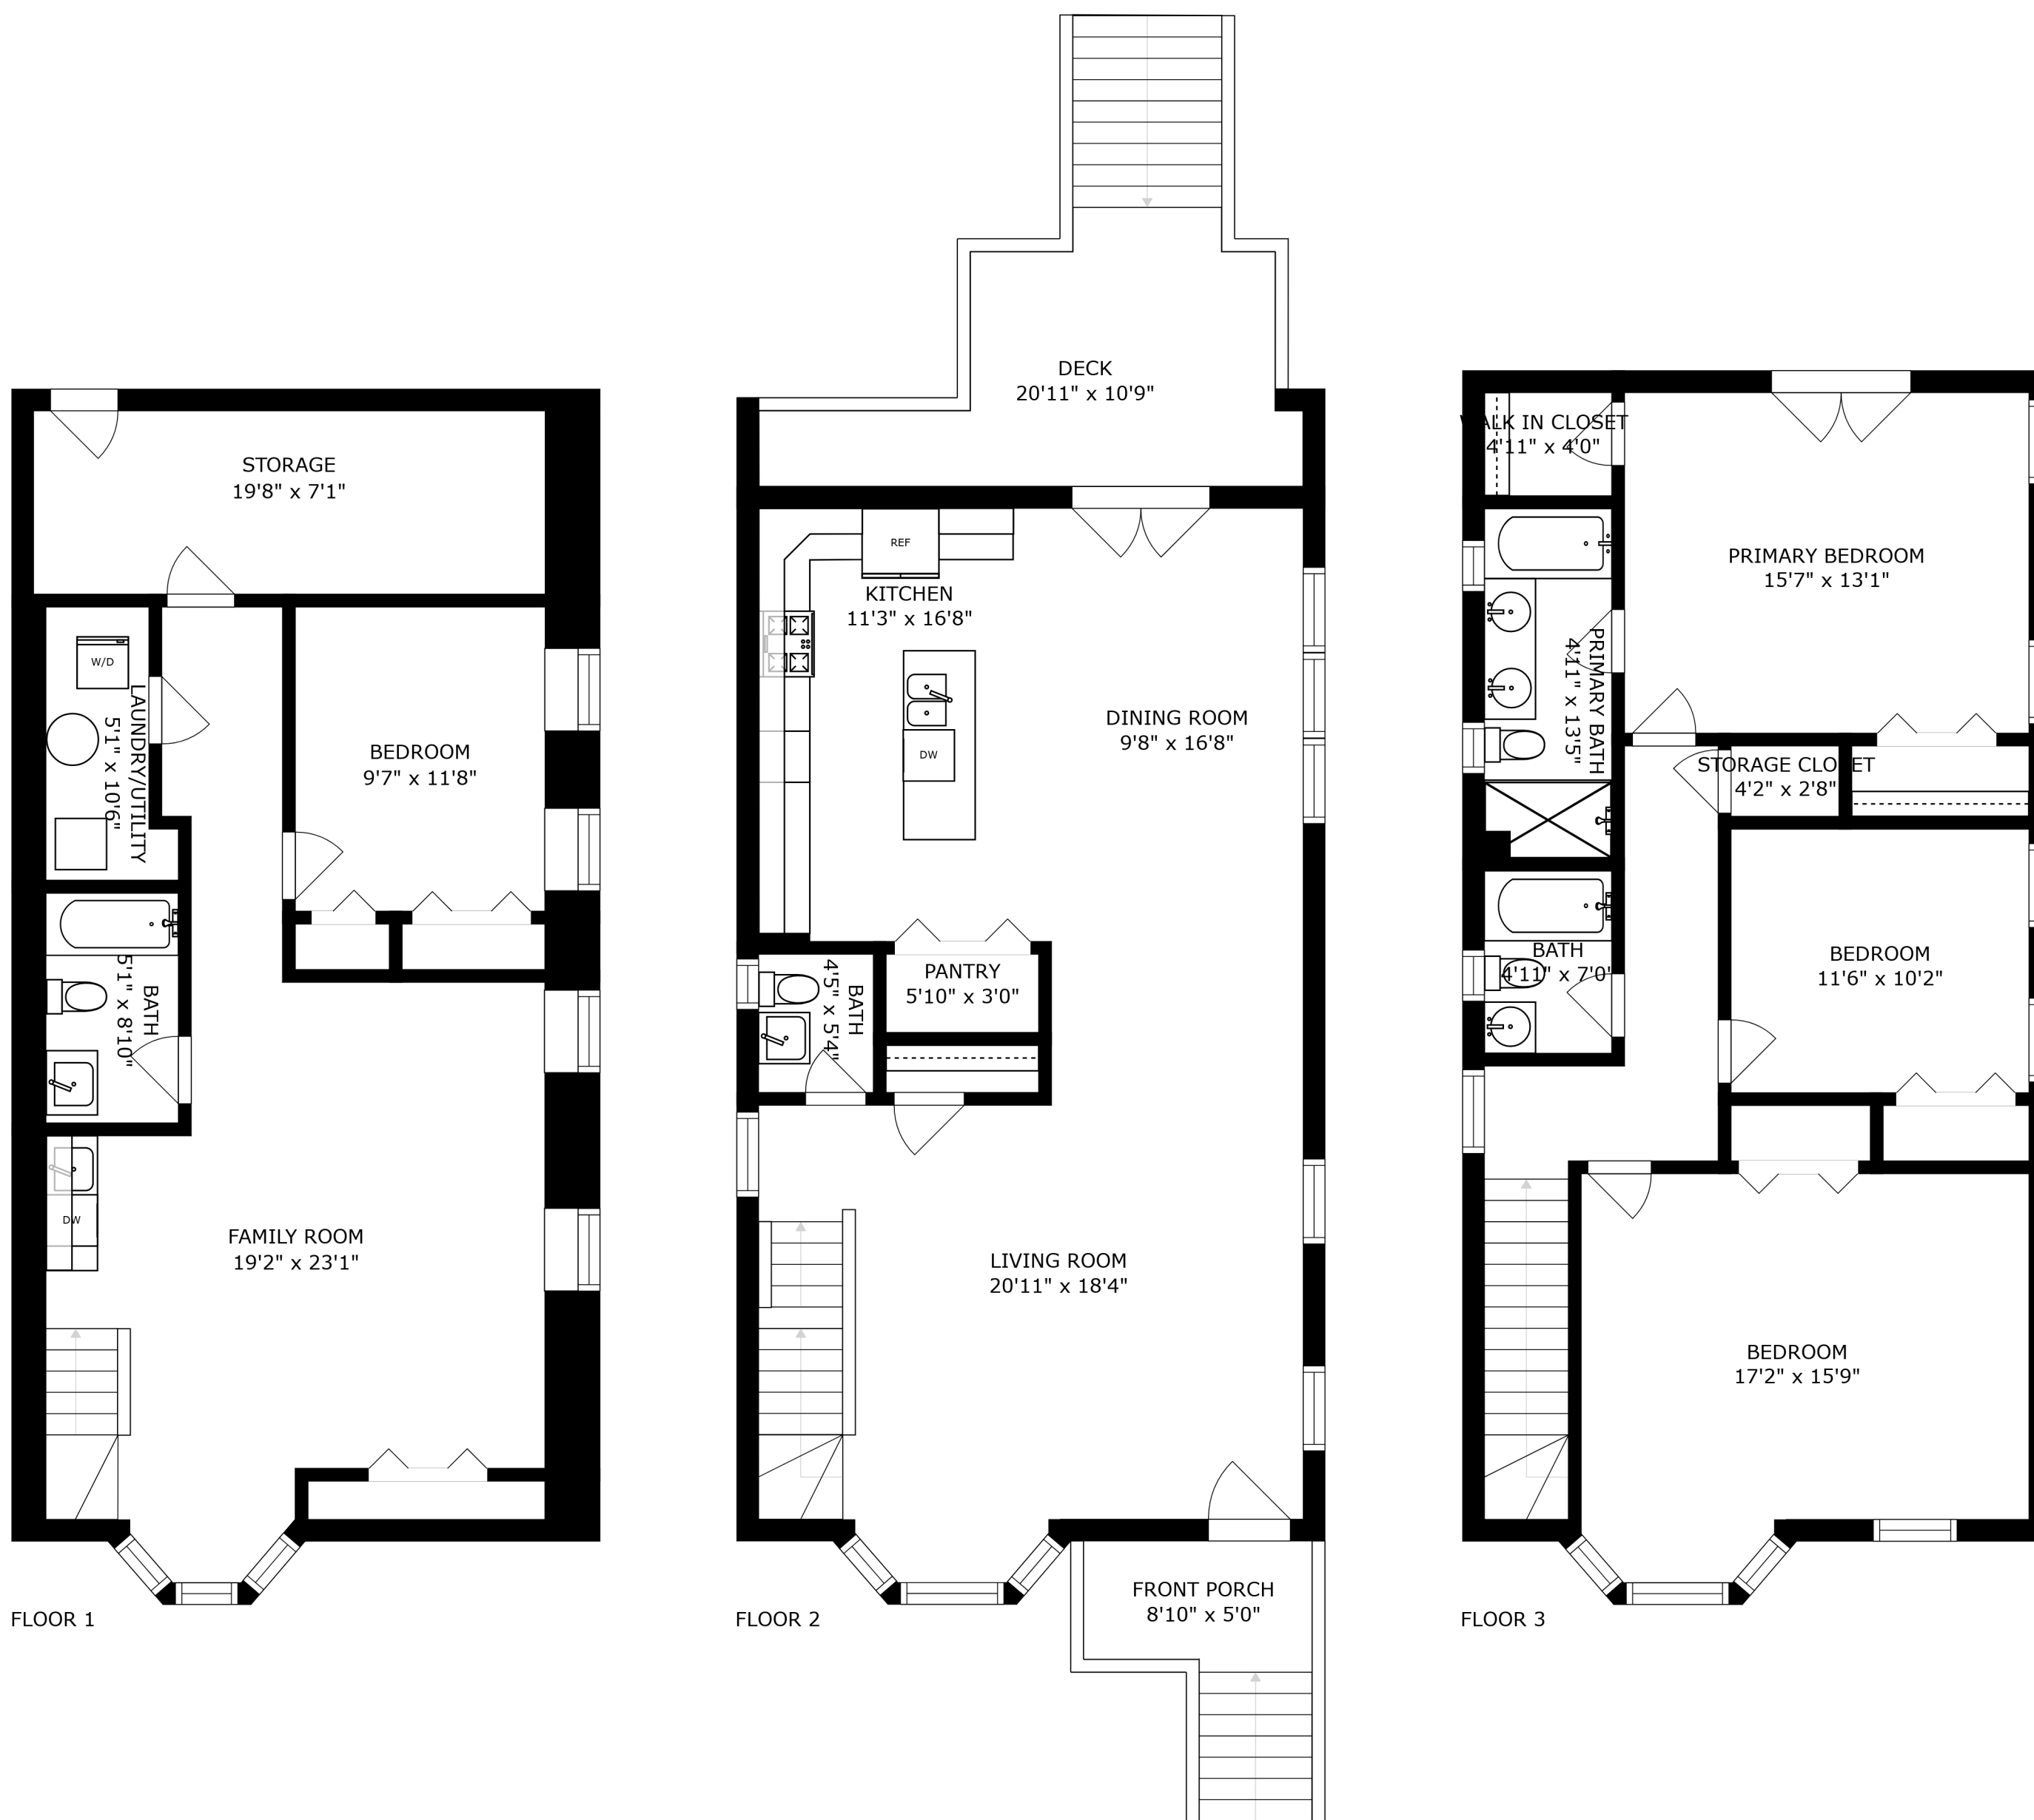 STORAGE
19'8" x 7'1"
W/D
LAUNDRY/UTILITY
5'1" x 10'6"
BEDROOM
9'7" x 11'8"
BATH
5'1" x 8'10"
DW
FAMILY ROOM
19'2" x 23'1"
FLOOR 1
DECK
20'11" x 10'9"
REF
KITCHEN
11'3" x 16'8"
DINING ROOM
9'8" x 16'8"
DW
PANTRY
5'10" x 3'0"
BATH
4'5" x 5'4"
LIVING ROOM
20'11" x 18'4"
FRONT PORCH
8'10" x 5'0"
FLOOR 2
WALK IN CLOSET
4'11" x 4'0"
PRIMARY BEDROOM
15'7" x 13'1"
PRIMARY BATH
4'11" x 13'5"
STORAGE CLOSET
4'2" x 2'8"
BATH
4'11" x 7'0"
BEDROOM
11'6" x 10'2"
BEDROOM
17'2" x 15'9"
FLOOR 3